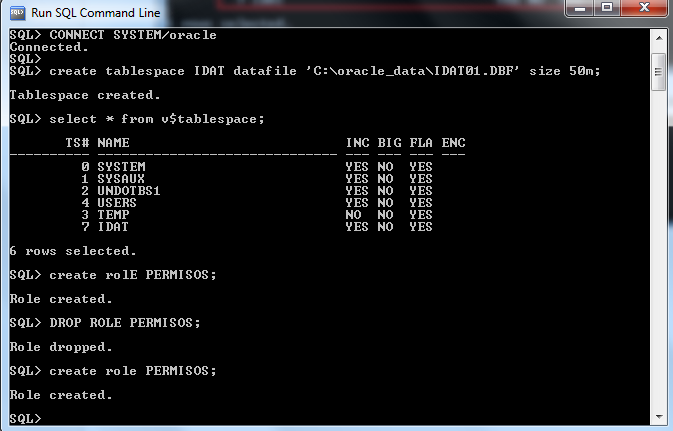 Run SQL Command Line
SQL> CONNECT SYSTEM/oracle
Connected.
SQL>
SQL> create tablespace IDAT datafile 'C:\oracle_data\IDAT01.DBF' size 50m;
Tablespace created.
SQL> select * from v$tablespace;
TS# NAME INC BIG FLA ENC
---------- ------------------------------ --- --- --- ---
0 SYSTEM YES NO YES
1 SYSAUX YES NO YES
2 UNDOTBS1 YES NO YES
4 USERS YES NO YES
3 TEMP NO NO YES
7 IDAT YES NO YES
6 rows selected.
SQL> create rolE PERMISOS;
Role created.
SQL> DROP ROLE PERMISOS;
Role dropped.
SQL> create role PERMISOS;
Role created.
SQL>